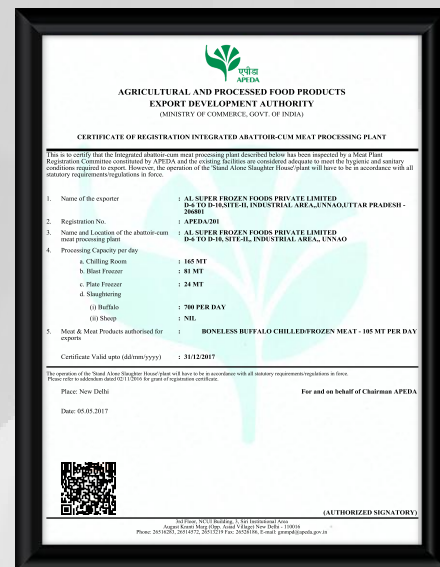 एपीडा
APEDA
AGRICULTURAL AND PROCESSED FOOD PRODUCTS
EXPORT DEVELOPMENT AUTHORITY
(MINISTRY OF COMMERCE, GOVT. OF INDIA)
CERTIFICATE OF REGISTRATION INTEGRATED ABATTOIR-CUM MEAT PROCESSING PLANT
This is to certify that the Integrated abattoir-cum meat processing plant described below has been inspected by a Meat Plant
Registration Committee constituted by APEDA and the existing facilities are considered adequate to meet the hygienic and sanitary
conditions required to export. However, the operation of the 'Stand Alone Slaughter House'/plant will have to be in accordance with all
statutory requirements/regulations in force.
1. Name of the exporter : AL SUPER FROZEN FOODS PRIVATE LIMITED
D-6 TO D-10,SITE-II, INDUSTRIAL AREA,,UNNAO,UTTAR PRADESH -
206801
2. Registration No. : APEDA/201
3. Name and Location of the abattoir-cum : AL SUPER FROZEN FOODS PRIVATE LIMITED
meat processing plant D-6 TO D-10, SITE-II,, INDUSTRIAL AREA,, UNNAO
4. Processing Capacity per day
a. Chilling Room : 165 MT
b. Blast Freezer : 81 MT
c. Plate Freezer : 24 MT
d. Slaughtering
(i) Buffalo : 700 PER DAY
(ii) Sheep : NIL
5. Meat & Meat Products authorised for : BONELESS BUFFALO CHILLED/FROZEN MEAT - 105 MT PER DAY
exports
Certificate Valid upto (dd/mm/yyyy) : 31/12/2017
The operation of the 'Stand Alone Slaughter House'/plant will have to be in accordance with all statutory requirements/regulations in force.
Please refer to addendum dated 02/11/2016 for grant of registration certificate.
Place: New Delhi For and on behalf of Chairman APEDA
Date: 05.05.2017
(AUTHORIZED SIGNATORY)
3rd Floor, NCUI Building, 3, Siri Institutional Area
August Kranti Marg (Opp. Asiad Village) New Delhi - 110016
Phone: 26516283, 26514572, 26513219 Fax: 26526186, E-mail: gmmpd@apeda.gov.in